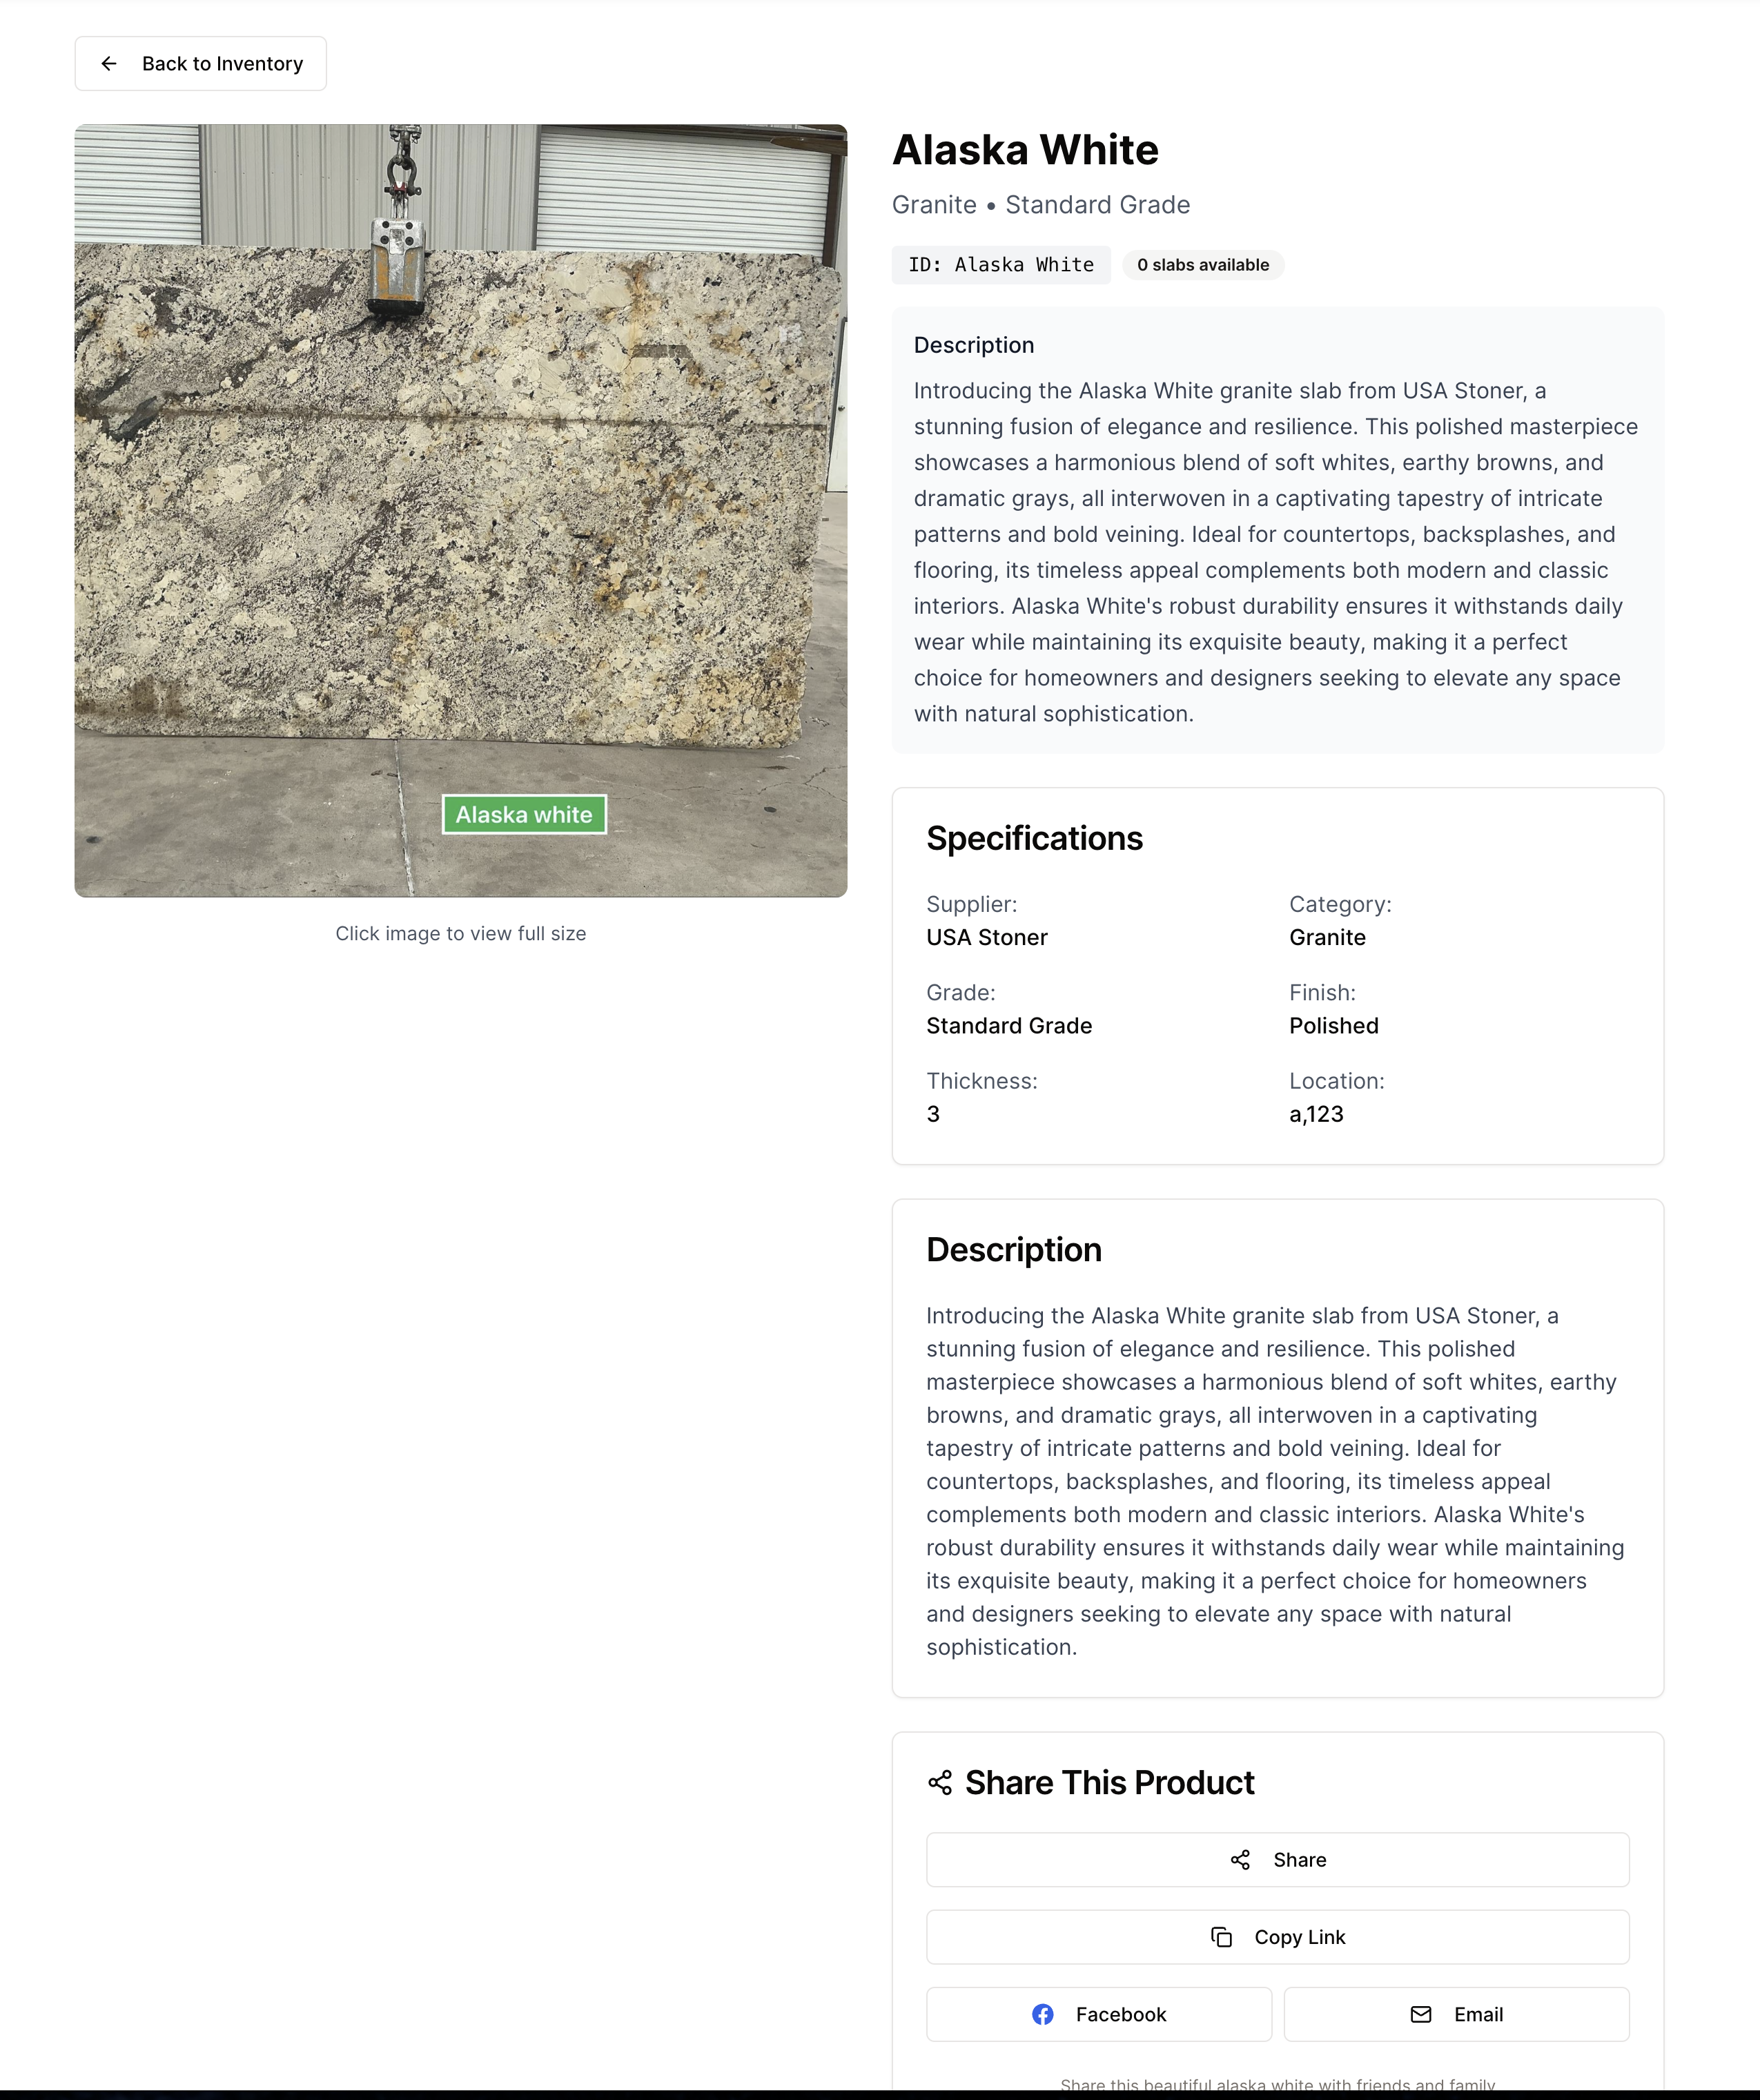 Back to Inventory
Alaska white
Click image to view full size
Alaska White
Granite • Standard Grade
ID: Alaska White
0 slabs available
Description
Introducing the Alaska White granite slab from USA Stoner, a
stunning fusion of elegance and resilience. This polished masterpiece
showcases a harmonious blend of soft whites, earthy browns, and
dramatic grays, all interwoven in a captivating tapestry of intricate
patterns and bold veining. Ideal for countertops, backsplashes, and
flooring, its timeless appeal complements both modern and classic
interiors. Alaska White's robust durability ensures it withstands daily
wear while maintaining its exquisite beauty, making it a perfect
choice for homeowners and designers seeking to elevate any space
with natural sophistication.
Specifications
Supplier:
USA Stoner
Category:
Granite
Grade:
Standard Grade
Finish:
Polished
Thickness:
3
Location:
a,123
Description
Introducing the Alaska White granite slab from USA Stoner, a
stunning fusion of elegance and resilience. This polished
masterpiece showcases a harmonious blend of soft whites, earthy
browns, and dramatic grays, all interwoven in a captivating
tapestry of intricate patterns and bold veining. Ideal for
countertops, backsplashes, and flooring, its timeless appeal
complements both modern and classic interiors. Alaska White's
robust durability ensures it withstands daily wear while maintaining
its exquisite beauty, making it a perfect choice for homeowners
and designers seeking to elevate any space with natural
sophistication.
Share This Product
Share
Copy Link
Facebook
Email
Share this beautiful alaska white with friends and family